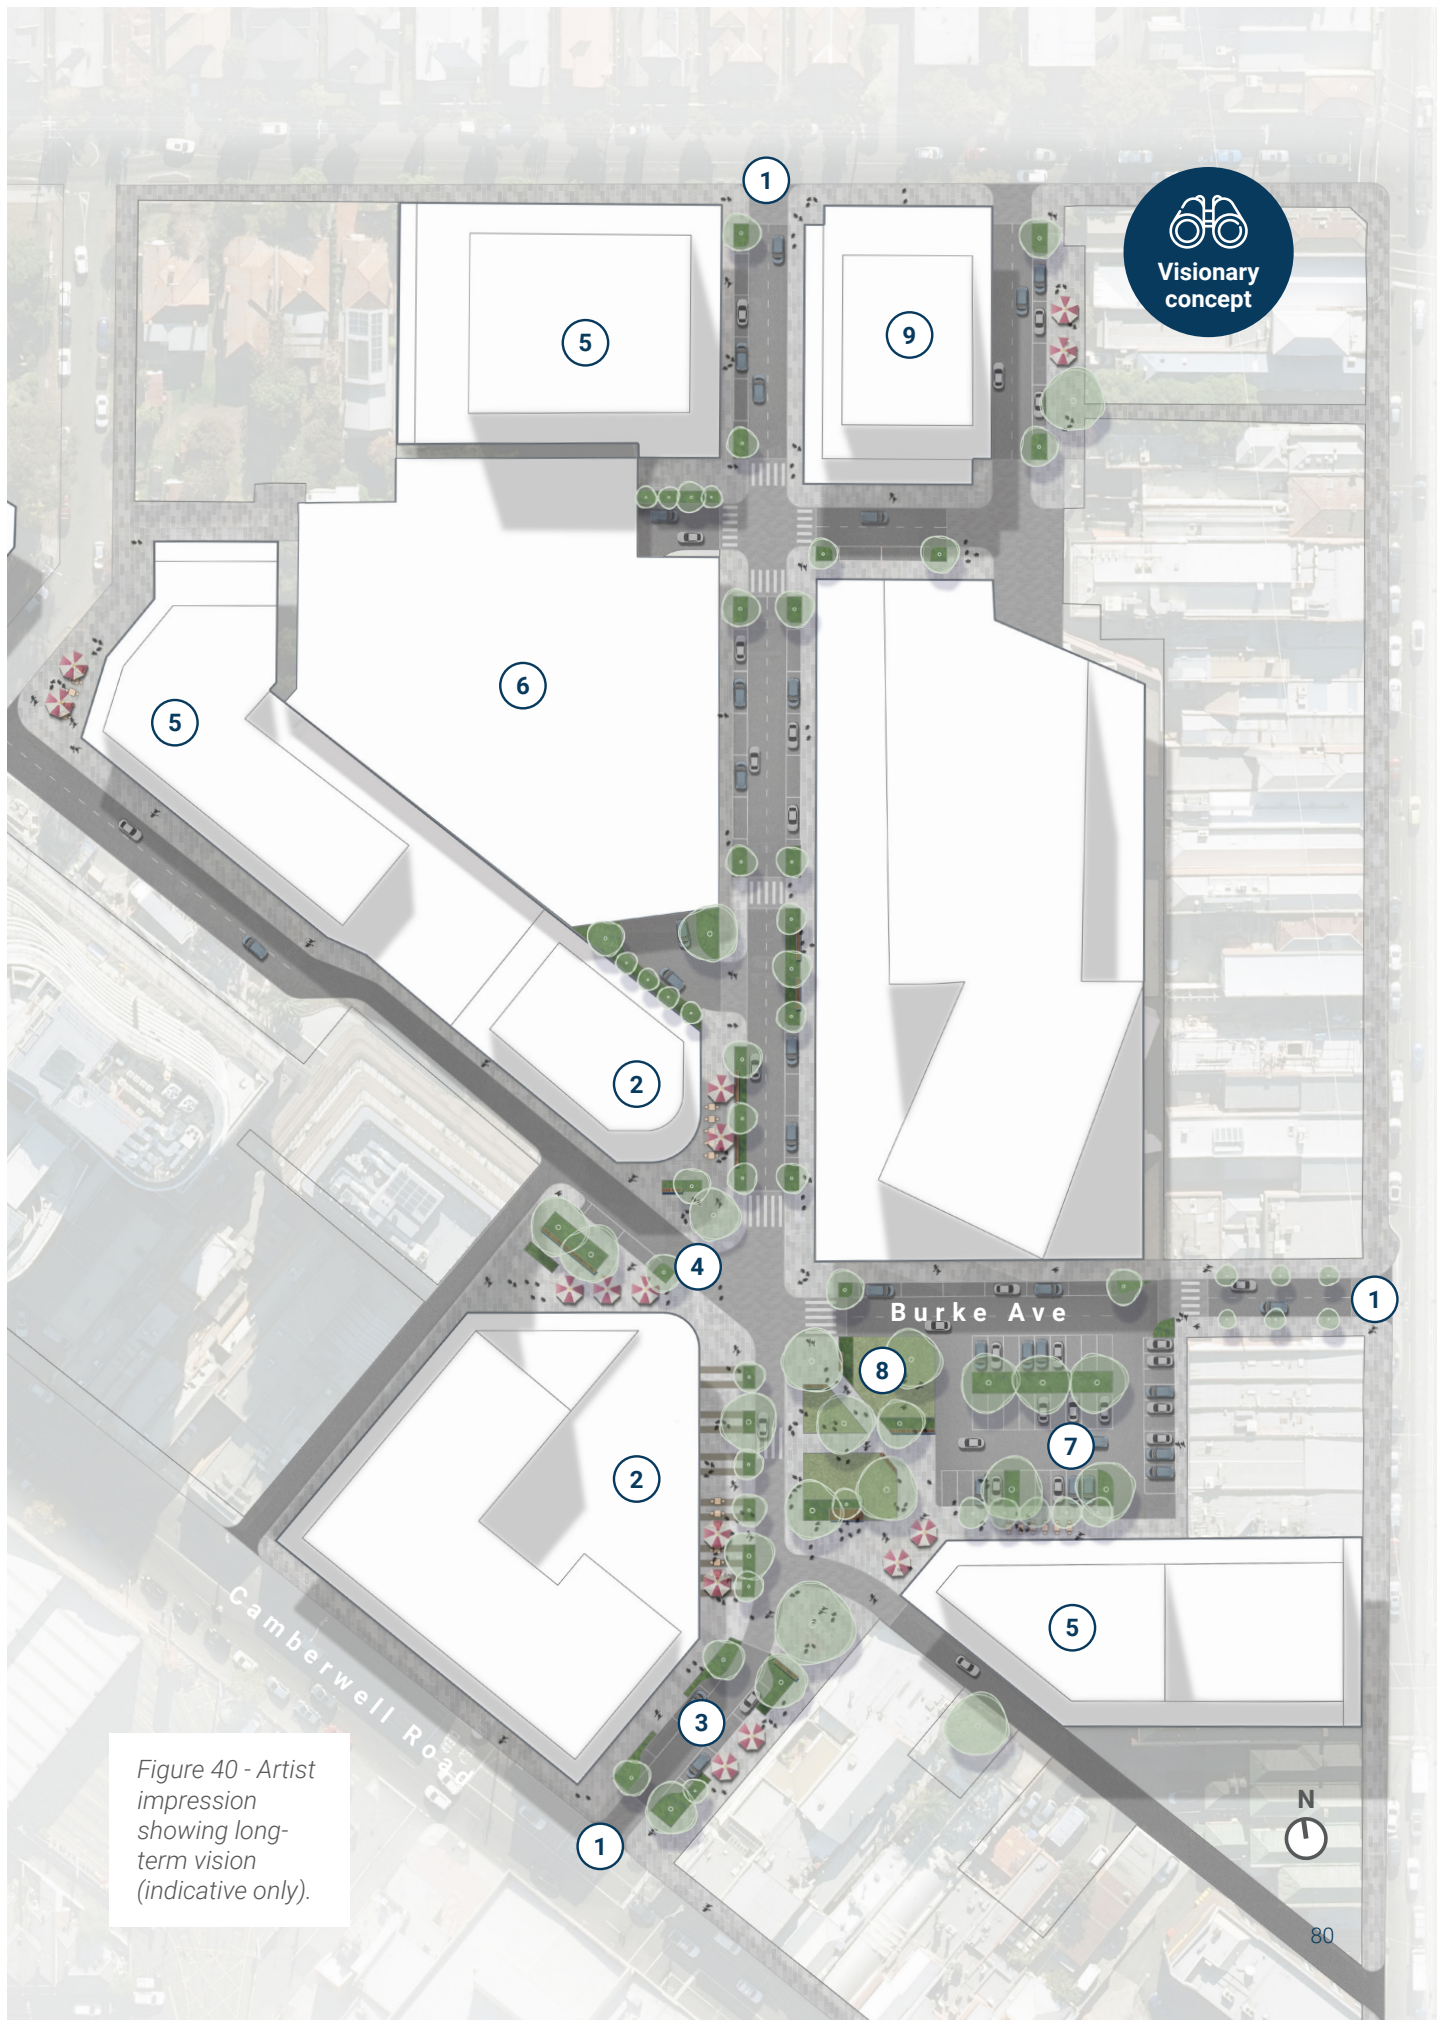 1
Visionary
concept
5
9
6
5
2
4
1
Burke Ave
8
7
2
5
3
Camberwell Road
1
Figure 40 - Artist
impression
showing long-
term vision
(indicative only).
N
80